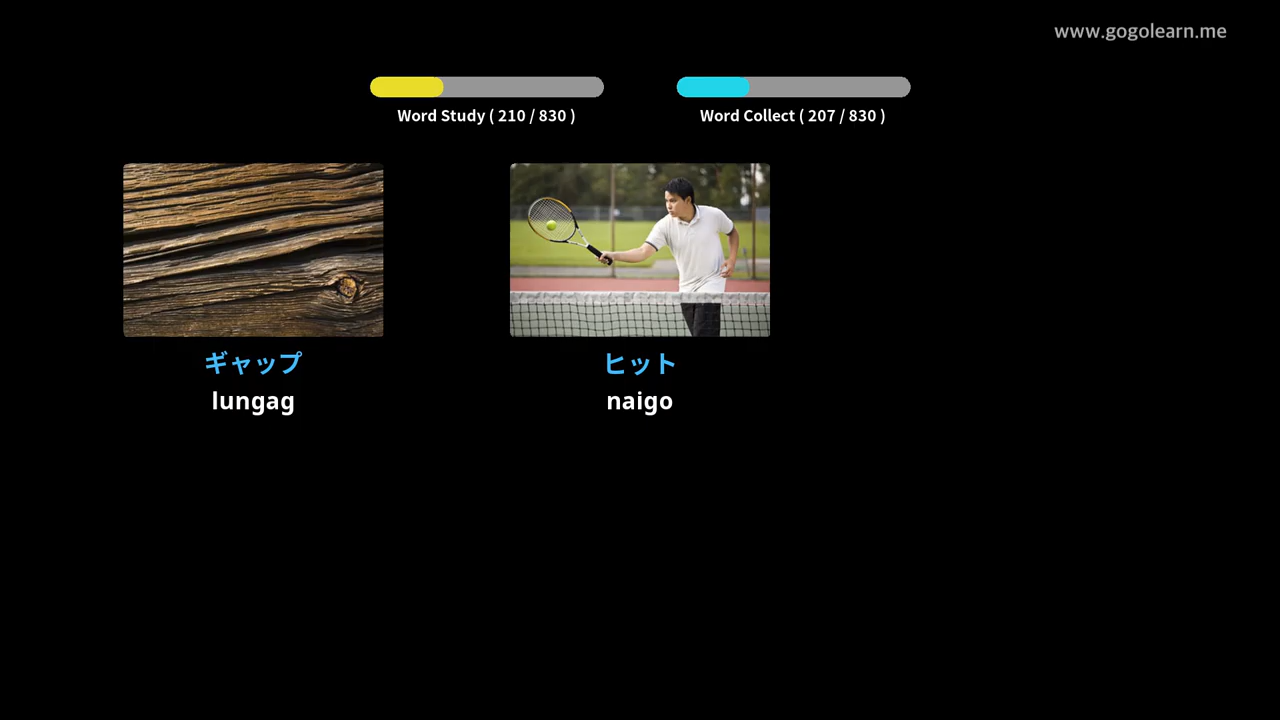 www.gogolearn.me
Word Study ( 210 / 830 )
Word Collect ( 207 / 830 )
ギャップ
lungag
ヒット
naigo